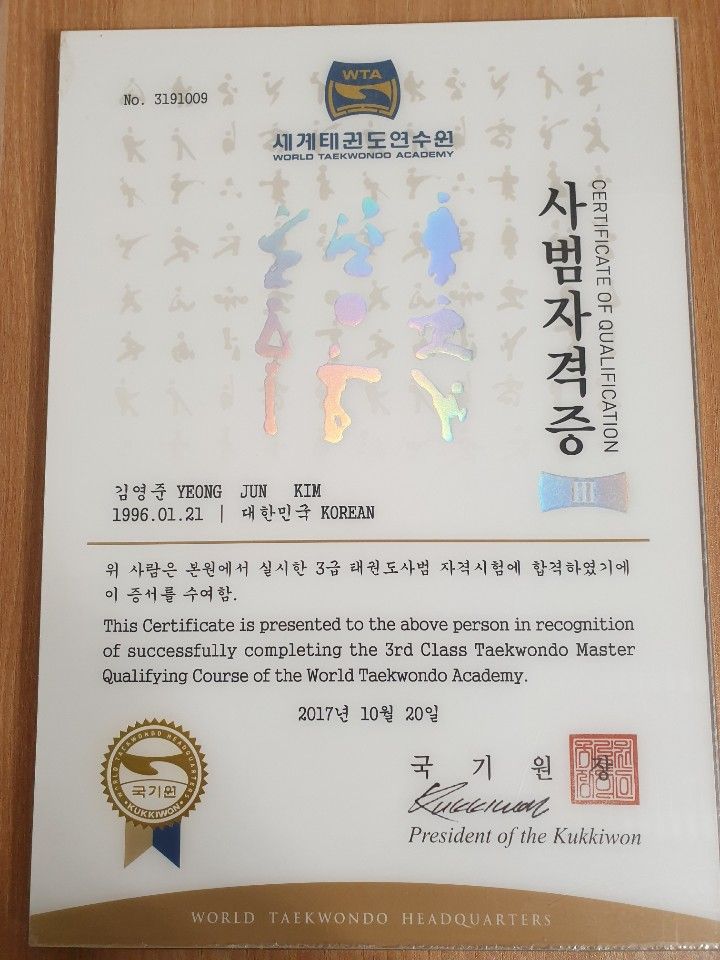 No. 3191009
WTA
세계태권도연수원
WORLD TAEKWONDO ACADEMY
사범자격증
CERTIFICATE OF QUALIFICATION
III
김영준 YEONG JUN KIM
1996.01.21 | 대한민국 KOREAN
위 사람은 본원에서 실시한 3급 태권도사범 자격시험에 합격하였기에
이 증서를 수여함.
This Certificate is presented to the above person in recognition
of successfully completing the 3rd Class Taekwondo Master
Qualifying Course of the World Taekwondo Academy.
2017년 10월 20일
WORLD TAEKWONDO HEADQUARTERS
국기원
KUKKIWON
국 기 원 장
Kukkiwon
President of the Kukkiwon
WORLD TAEKWONDO HEADQUARTERS